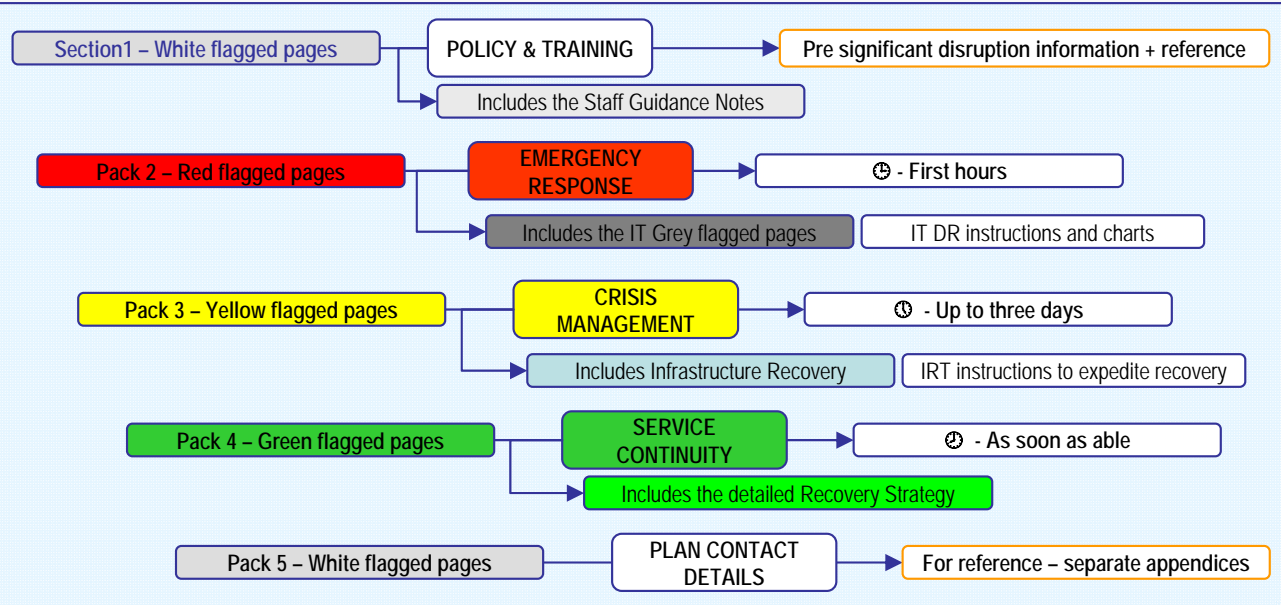 Section1 – White flagged pages
POLICY & TRAINING
Pre significant disruption information + reference
Includes the Staff Guidance Notes
Pack 2 – Red flagged pages
EMERGENCY
RESPONSE
- First hours
Includes the IT Grey flagged pages
IT DR instructions and charts
Pack 3 – Yellow flagged pages
CRISIS
MANAGEMENT
- Up to three days
Includes Infrastructure Recovery
IRT instructions to expedite recovery
Pack 4 – Green flagged pages
SERVICE
CONTINUITY
- As soon as able
Includes the detailed Recovery Strategy
Pack 5 – White flagged pages
PLAN CONTACT
DETAILS
For reference – separate appendices